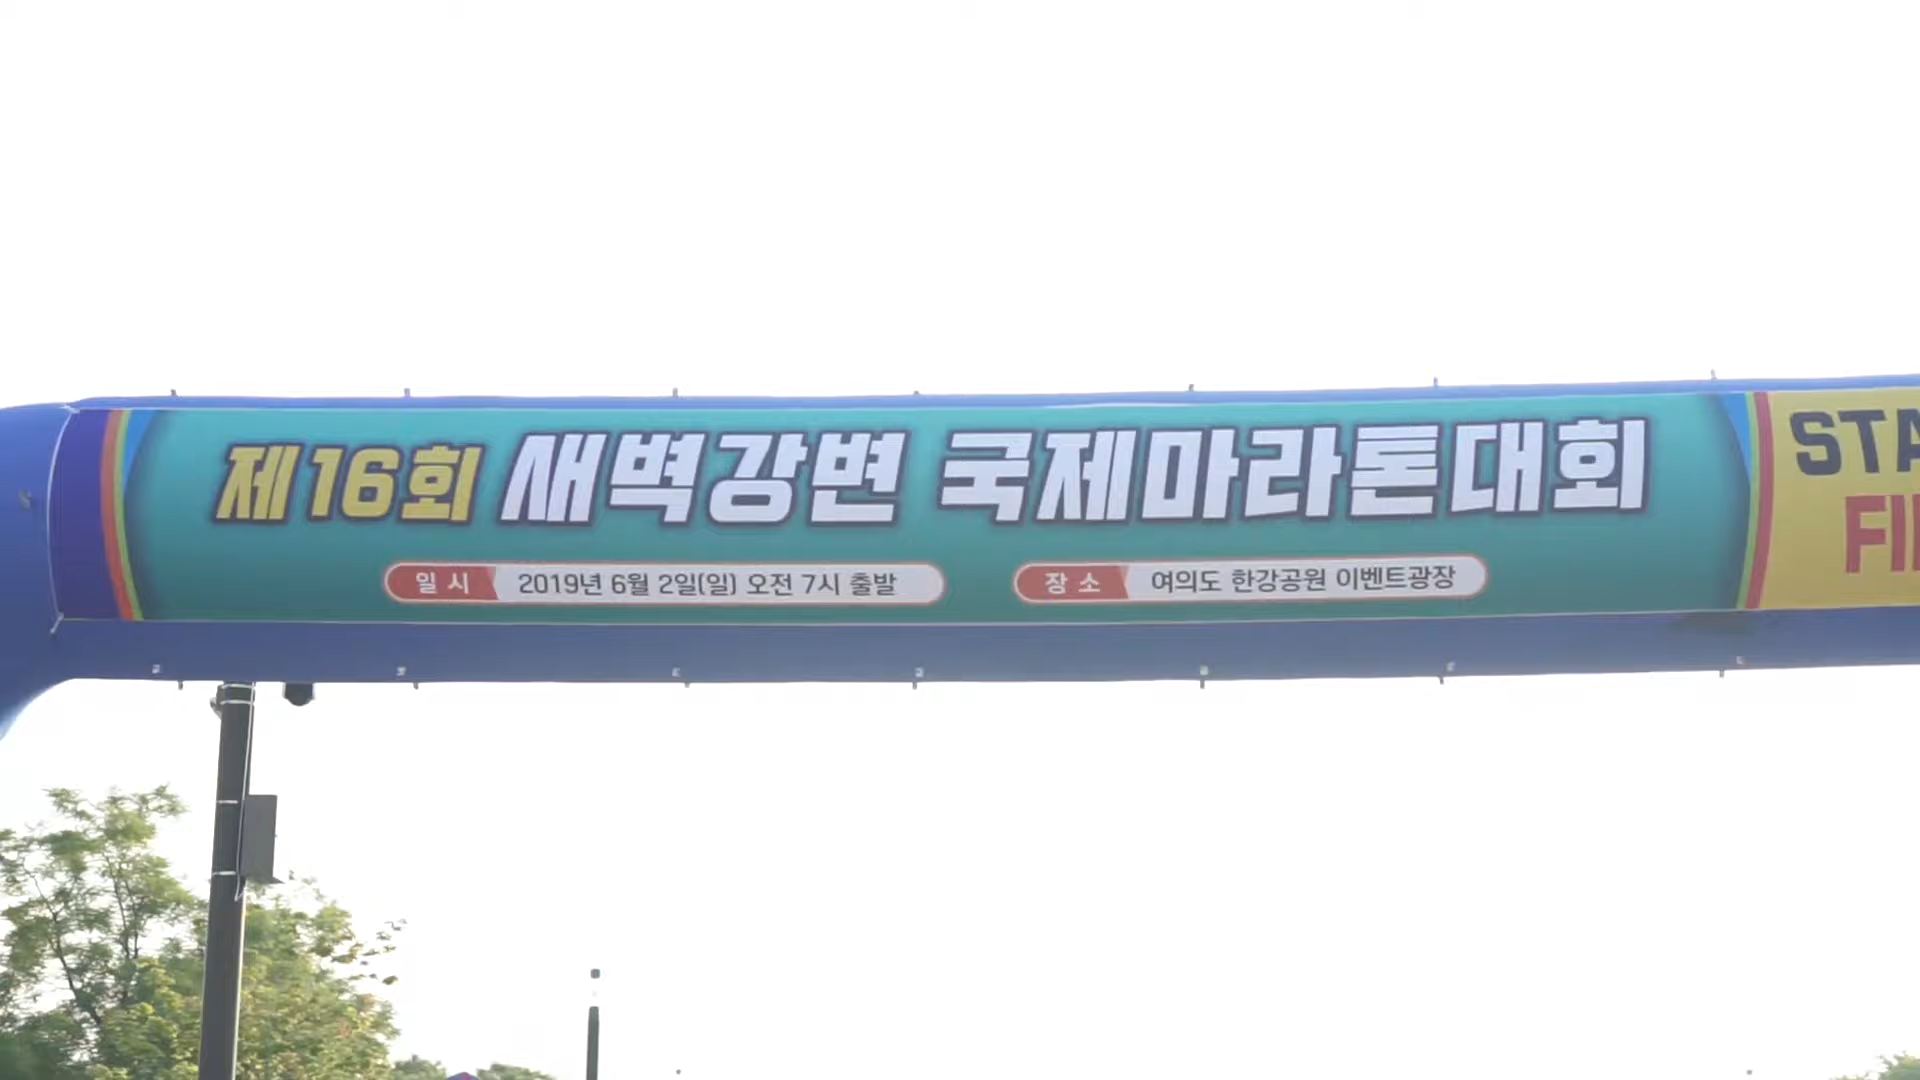 제16회 새벽강변 국제마라톤대회
일시 2019년 6월 2일(일) 오전 7시 출발
장소 여의도 한강공원 이벤트광장
STA
FI